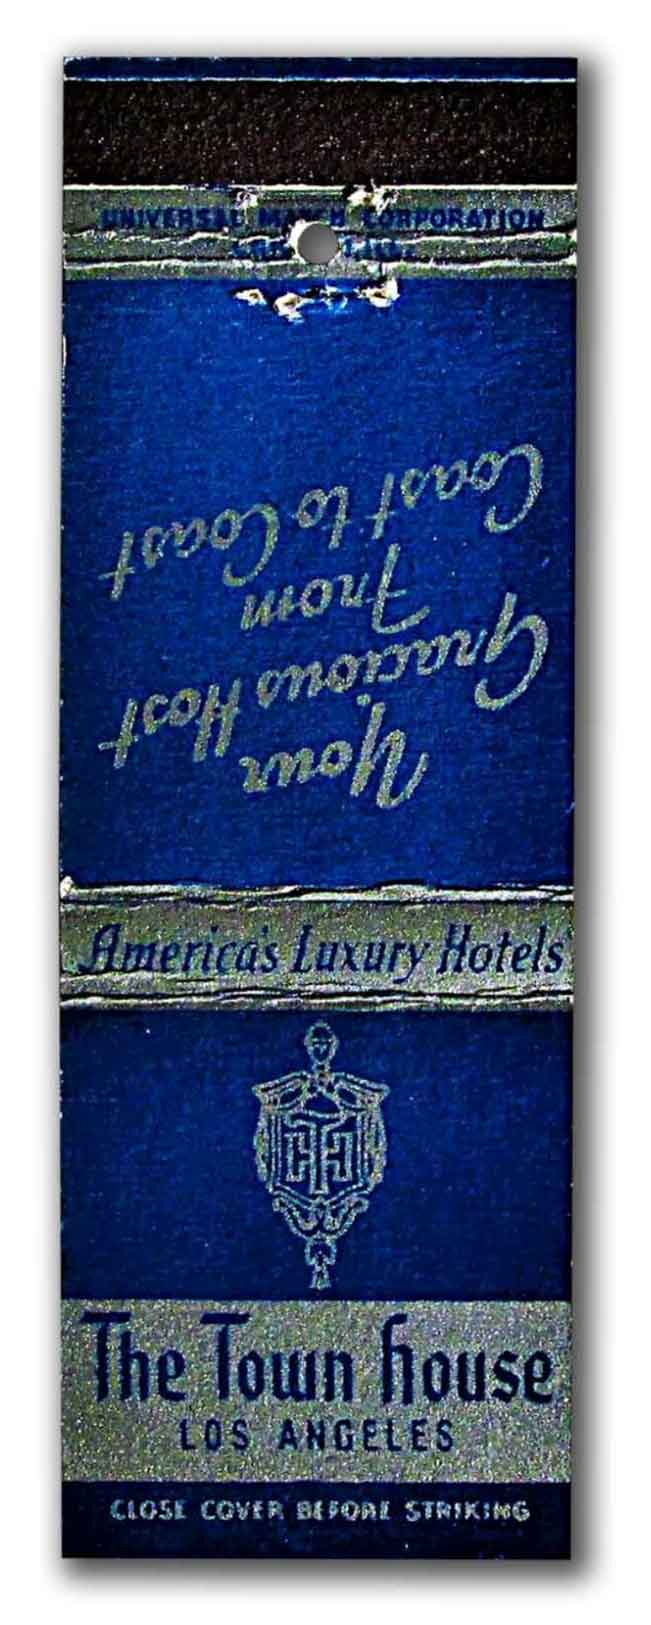 UNIVERSAL MATCH CORPORATION
Your
Gracious Host
From
Coast to Coast
America's Luxury Hotels
The Town House
LOS ANGELES
CLOSE COVER BEFORE STRIKING